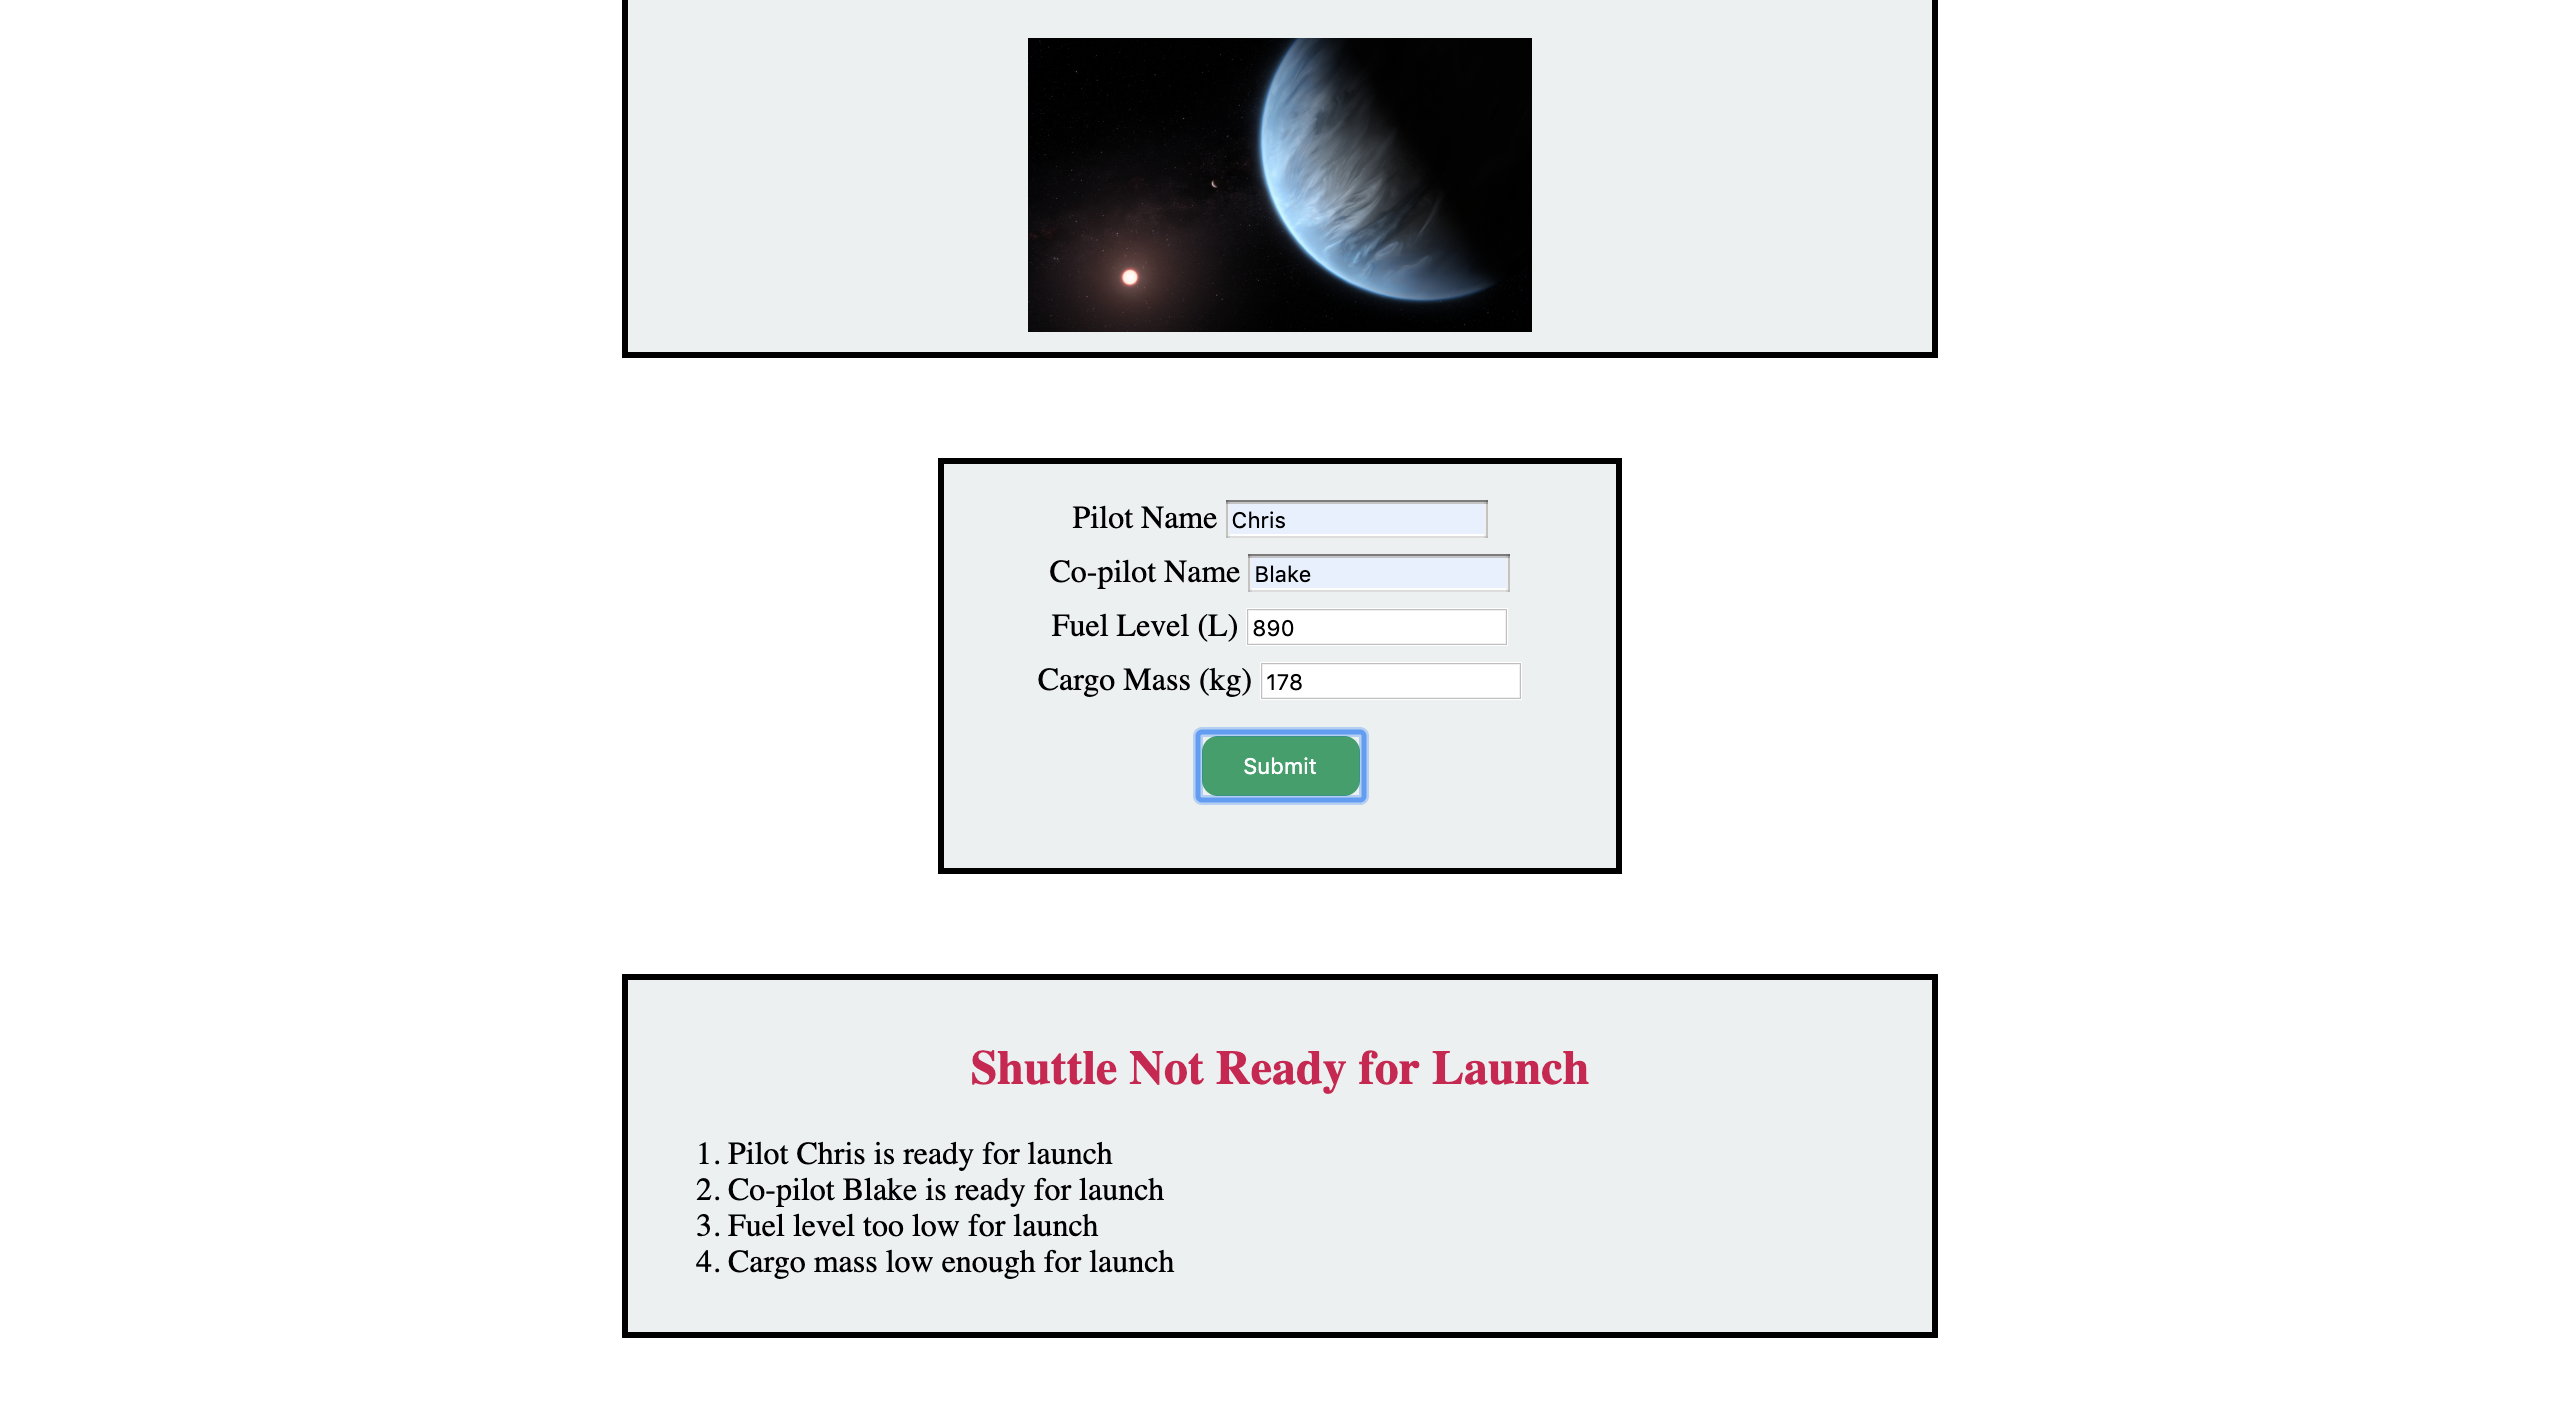 Pilot Name Chris
Co-pilot Name Blake
Fuel Level (L) 890
Cargo Mass (kg) 178
Submit
Shuttle Not Ready for Launch
1. Pilot Chris is ready for launch
2. Co-pilot Blake is ready for launch
3. Fuel level too low for launch
4. Cargo mass low enough for launch